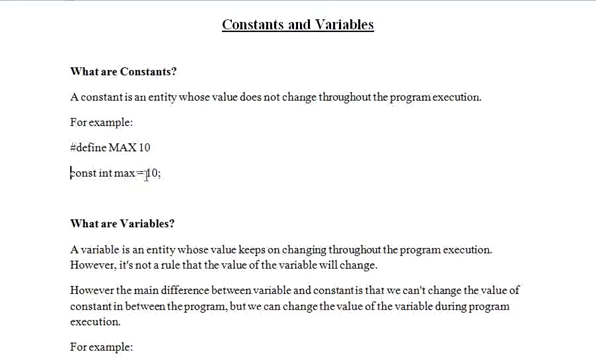 Constants and Variables
What are Constants?
A constant is an entity whose value does not change throughout the program execution.
For example:
#define MAX 10
const int max=10;
What are Variables?
A variable is an entity whose value keeps on changing throughout the program execution.
However, it's not a rule that the value of the variable will change.
However the main difference between variable and constant is that we can't change the value of
constant in between the program, but we can change the value of the variable during program
execution.
For example: